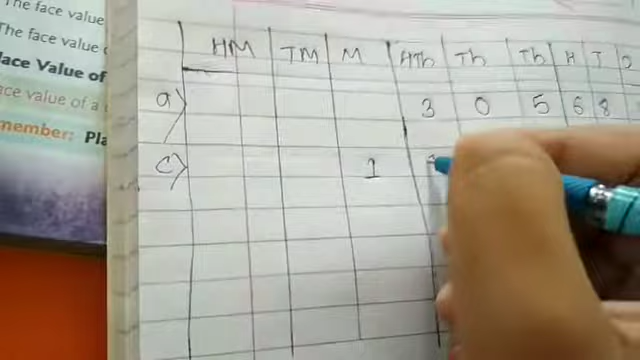 The face value
The face value
lace Value of
ace value of a
member: Pla
HM TM M HTh Th Th H T O
a) 3 0 5 6 8
c) 1